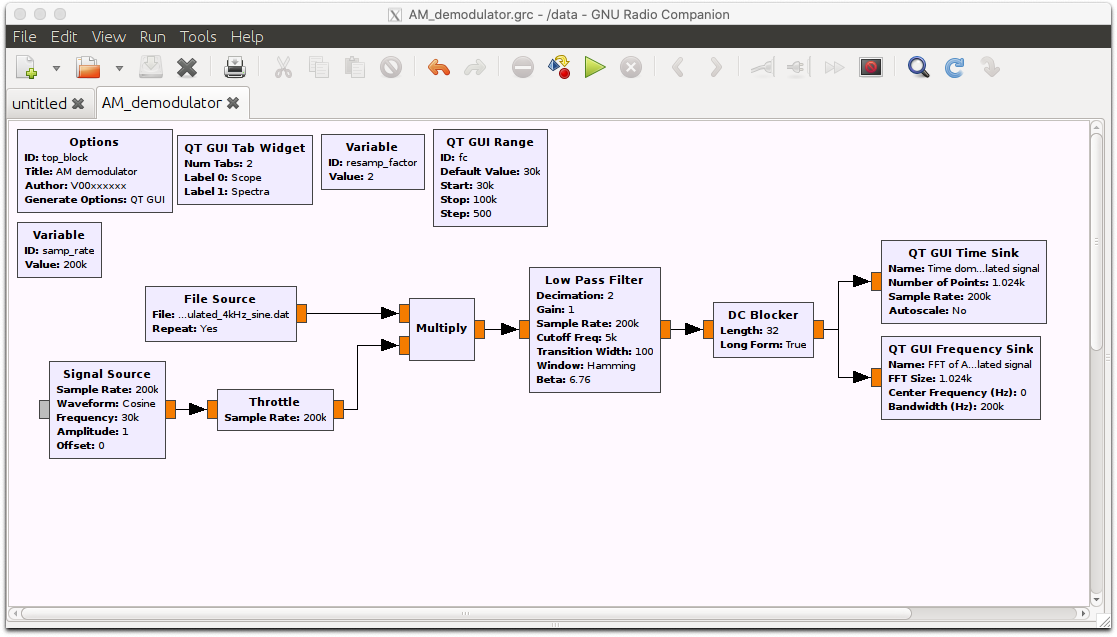 AM_demodulator.grc - /data - GNU Radio Companion
File Edit View Run Tools Help
untitled
AM_demodulator
Options
ID: top_block
Title: AM demodulator
Author: V00xxxxxx
Generate Options: QT GUI
QT GUI Tab Widget
Num Tabs: 2
Label 0: Scope
Label 1: Spectra
Variable
ID: resamp_factor
Value: 2
QT GUI Range
ID: fc
Default Value: 30k
Start: 30k
Stop: 100k
Step: 500
Variable
ID: samp_rate
Value: 200k
File Source
File: ...ulated_4kHz_sine.dat
Repeat: Yes
Signal Source
Sample Rate: 200k
Waveform: Cosine
Frequency: 30k
Amplitude: 1
Offset: 0
Throttle
Sample Rate: 200k
Multiply
Low Pass Filter
Decimation: 2
Gain: 1
Sample Rate: 200k
Cutoff Freq: 5k
Transition Width: 100
Window: Hamming
Beta: 6.76
DC Blocker
Length: 32
Long Form: True
QT GUI Time Sink
Name: Time dom...lated signal
Number of Points: 1.024k
Sample Rate: 200k
Autoscale: No
QT GUI Frequency Sink
Name: FFT of A...lated signal
FFT Size: 1.024k
Center Frequency (Hz): 0
Bandwidth (Hz): 200k